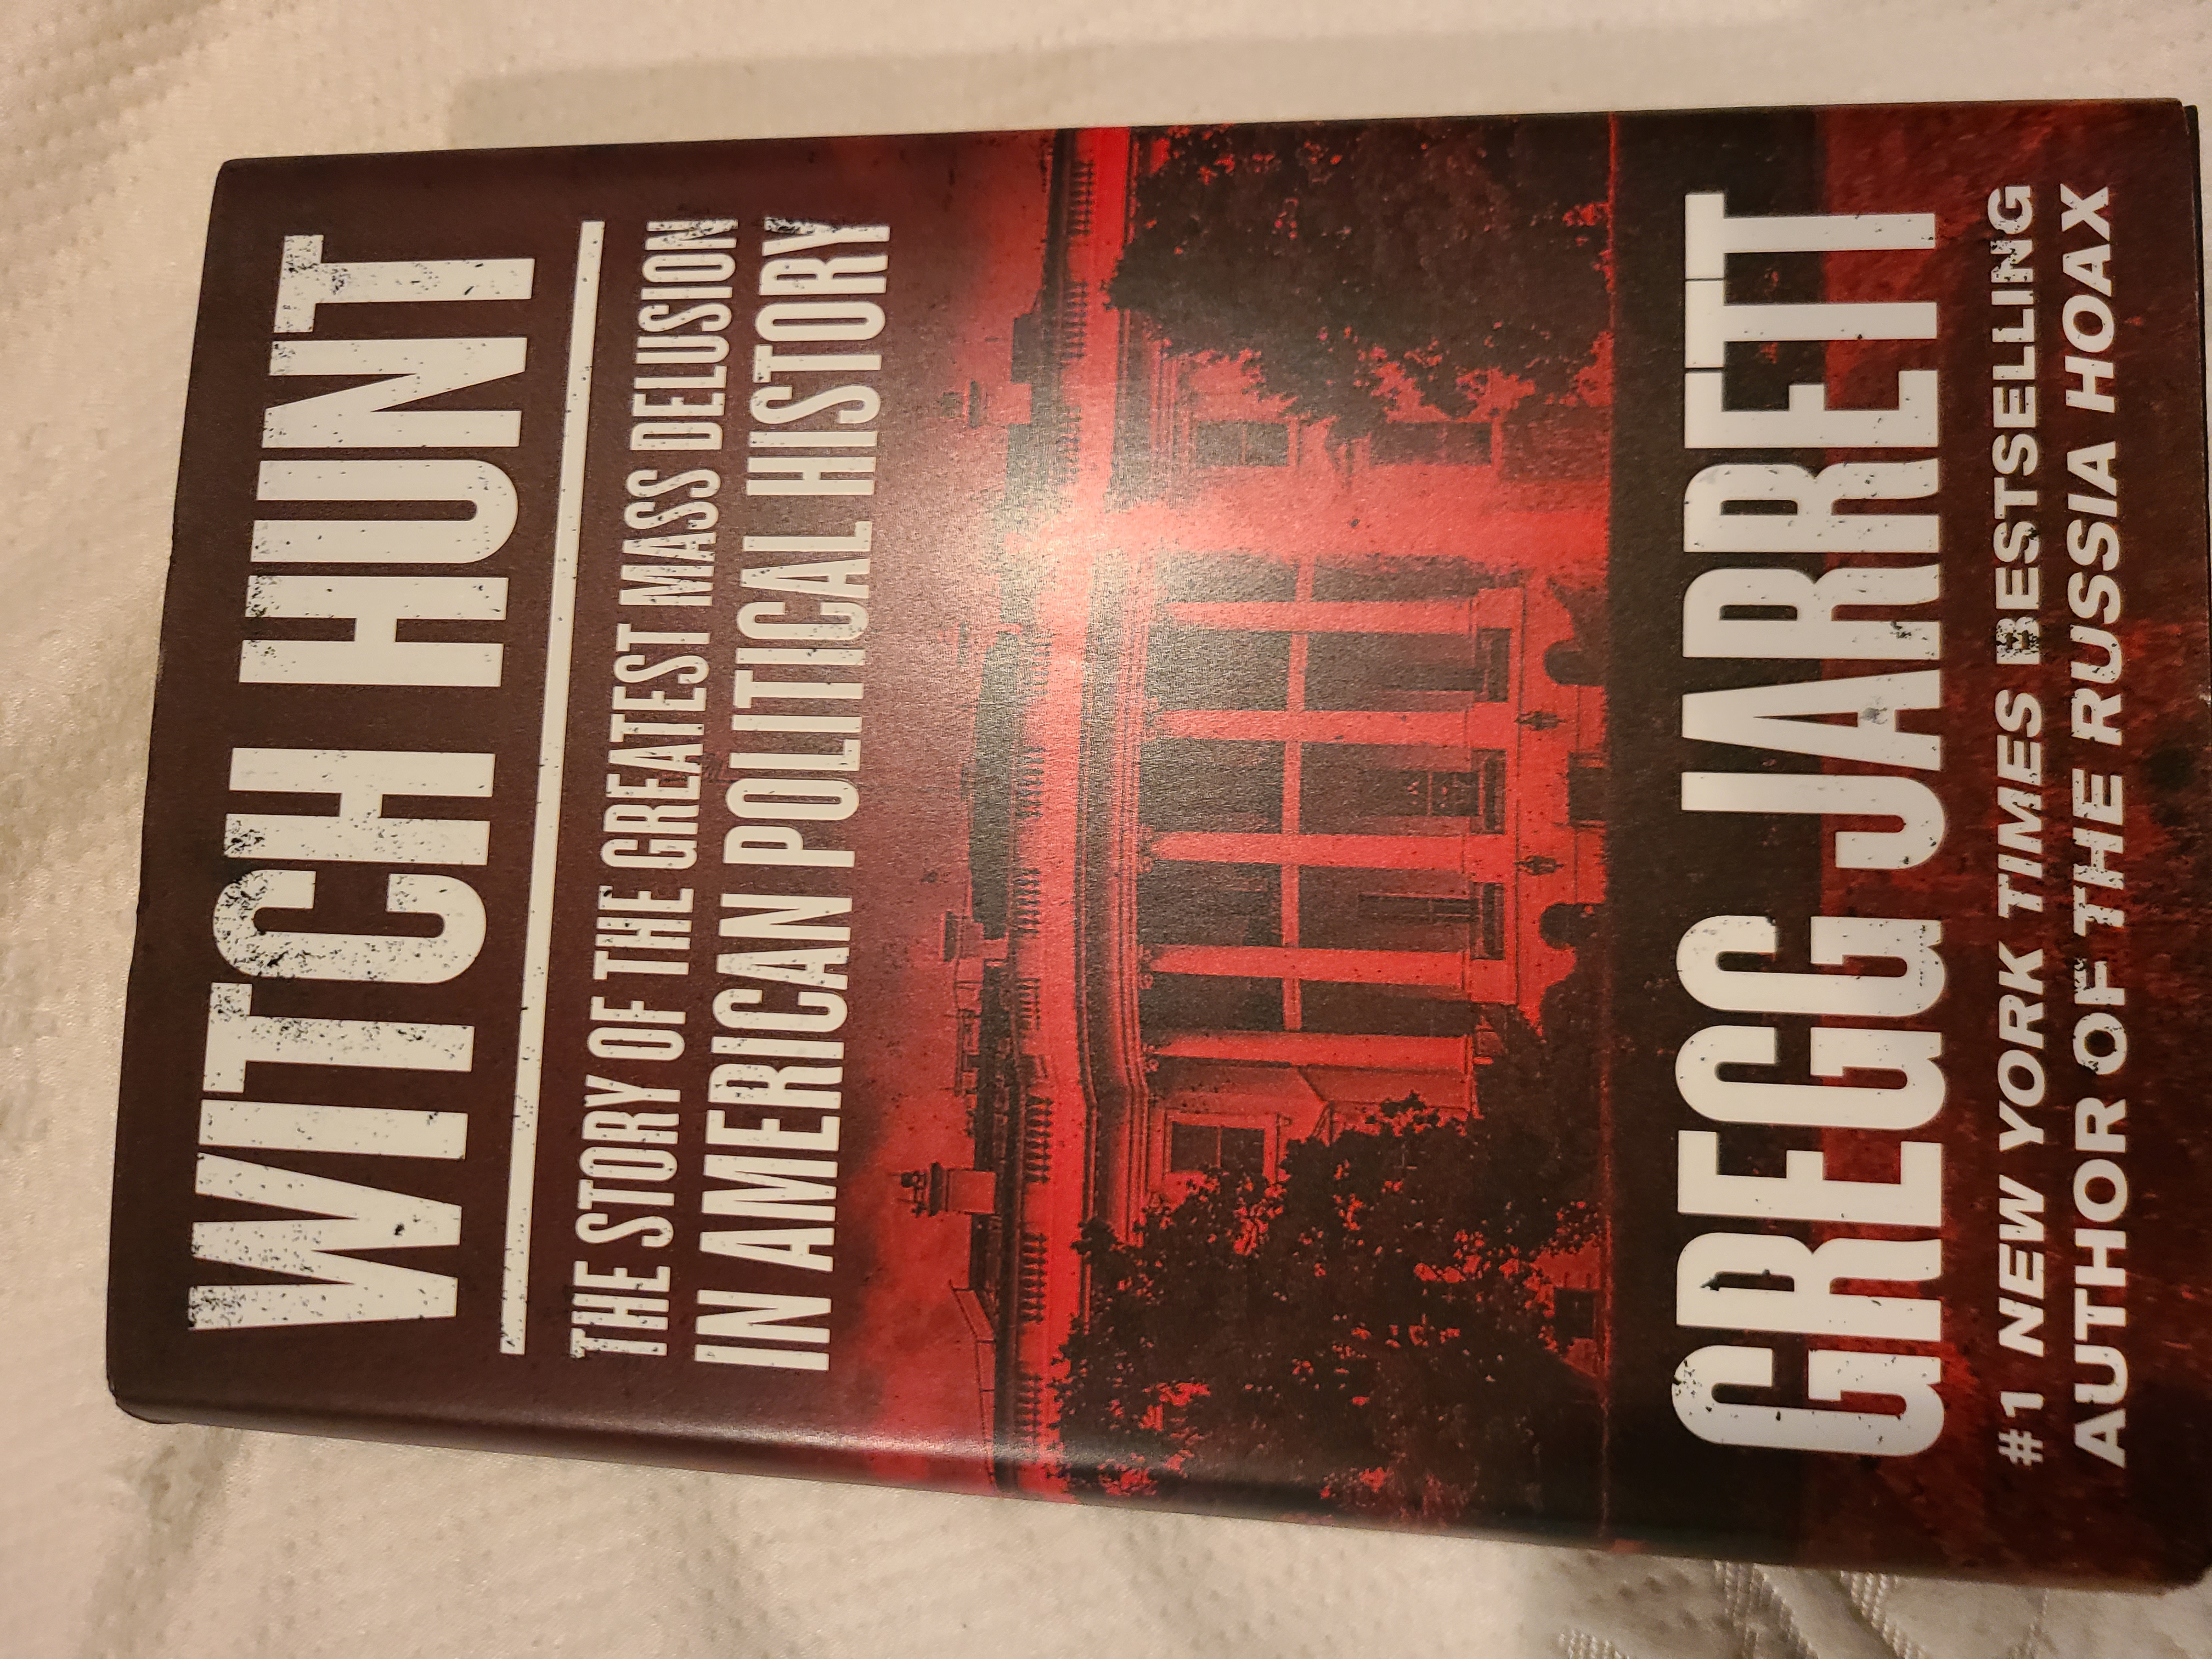 WITCH HUNT
THE STORY OF THE GREATEST MASS DELUSION
IN AMERICAN POLITICAL HISTORY
GREGG JARRETT
#1 NEW YORK TIMES BESTSELLING
AUTHOR OF THE RUSSIA HOAX